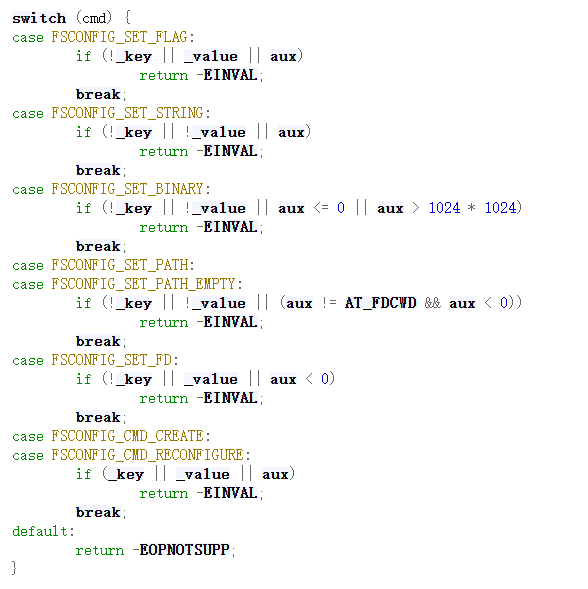 switch (cmd) {
case FSCONFIG_SET_FLAG:
        if (!_key || _value || aux)
                return -EINVAL;
        break;
case FSCONFIG_SET_STRING:
        if (!_key || !_value || aux)
                return -EINVAL;
        break;
case FSCONFIG_SET_BINARY:
        if (!_key || !_value || aux <= 0 || aux > 1024 * 1024)
                return -EINVAL;
        break;
case FSCONFIG_SET_PATH:
case FSCONFIG_SET_PATH_EMPTY:
        if (!_key || !_value || (aux != AT_FDCWD && aux < 0))
                return -EINVAL;
        break;
case FSCONFIG_SET_FD:
        if (!_key || _value || aux < 0)
                return -EINVAL;
        break;
case FSCONFIG_CMD_CREATE:
case FSCONFIG_CMD_RECONFIGURE:
        if (_key || _value || aux)
                return -EINVAL;
        break;
default:
        return -EOPNOTSUPP;
}